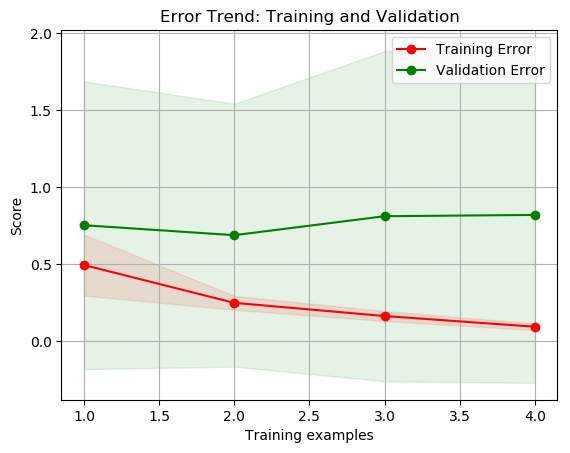 Error Trend: Training and Validation
2.0
1.5
1.0
0.5
0.0
Score
Training Error
Validation Error
1.0 1.5 2.0 2.5 3.0 3.5 4.0
Training examples